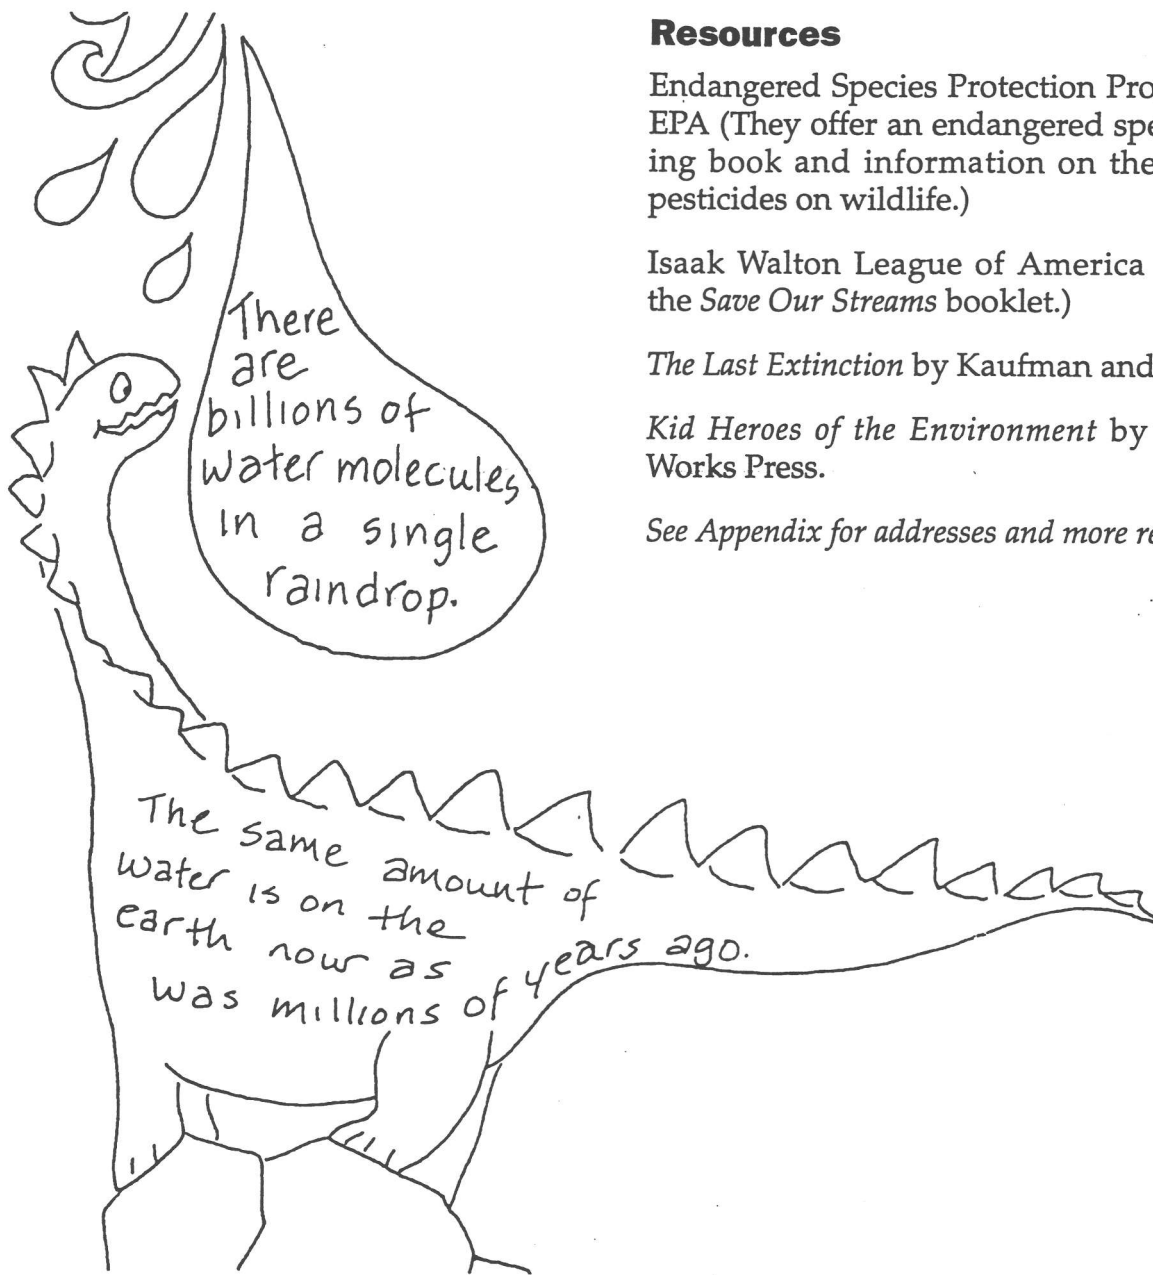 There
are
billions of
water molecules
in a single
raindrop.
The same amount of
water is on the
earth now as
was millions of years ago.
Resources
Endangered Species Protection
EPA (They offer an endangered
ing book and information on the
pesticides on wildlife.)
Isaak Walton League of America
the Save Our Streams booklet.)
The Last Extinction by Kaufman and
Kid Heroes of the Environment by
Works Press.
See Appendix for addresses and more